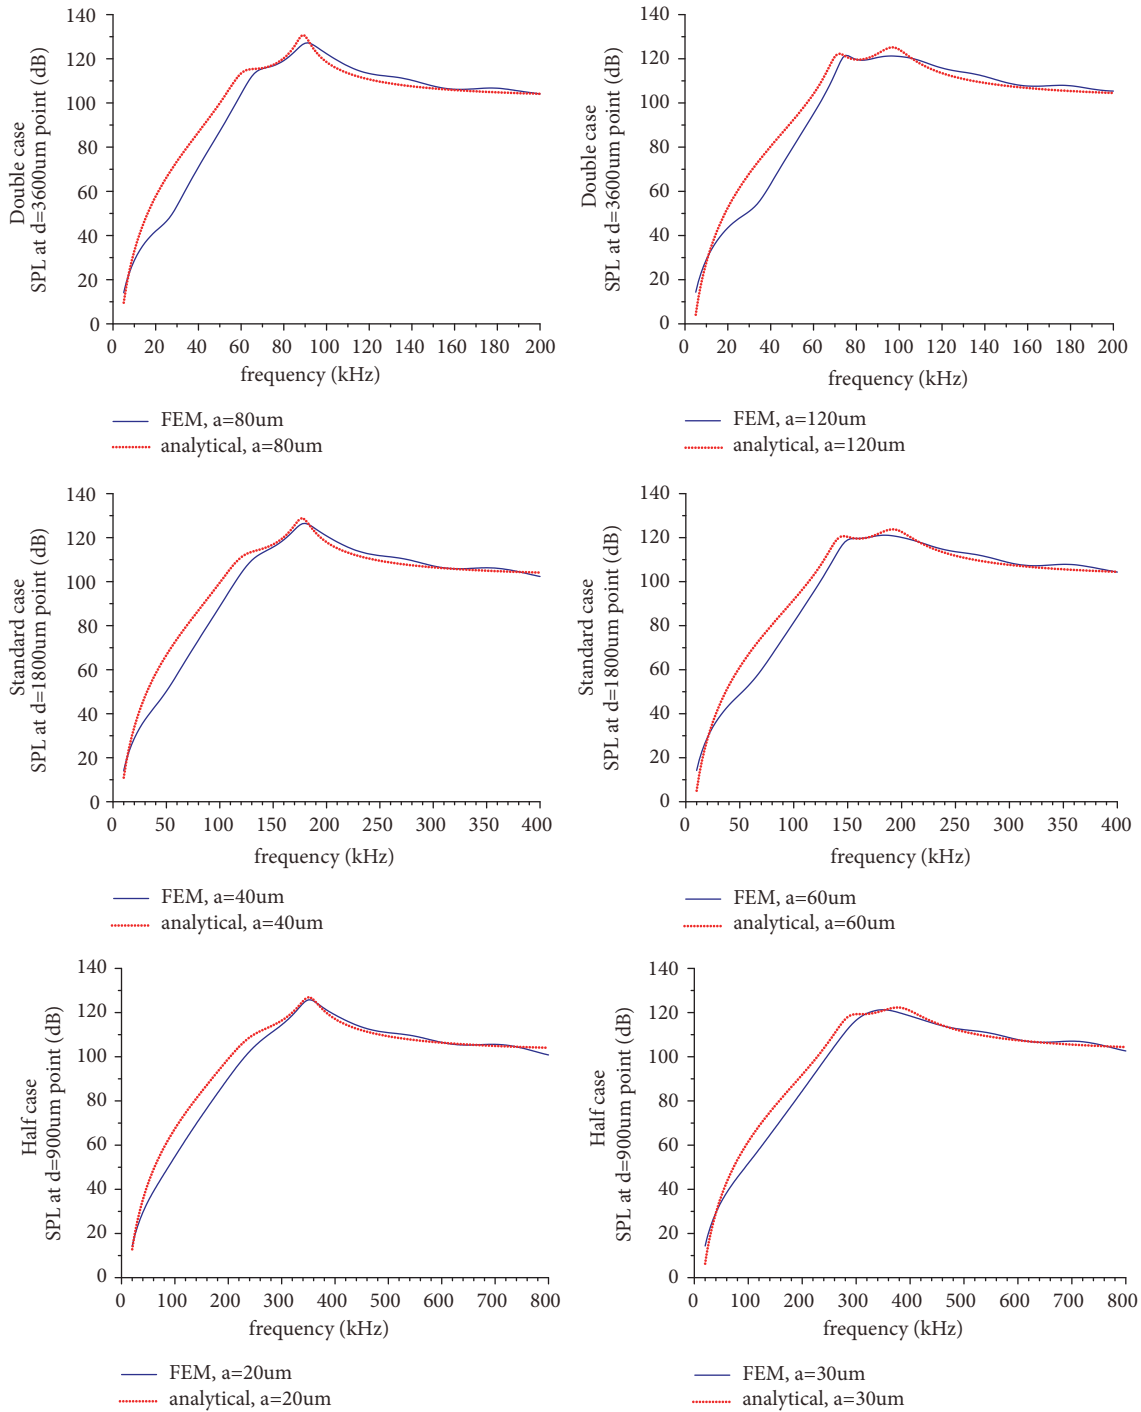 Double case
SPL at d=3600um point (dB)
140
120
100
80
60
40
20
0
0 20 40 60 80 100 120 140 160 180 200
frequency (kHz)
FEM, a=80um
analytical, a=80um
Double case
SPL at d=3600um point (dB)
140
120
100
80
60
40
20
0
0 20 40 60 80 100 120 140 160 180 200
frequency (kHz)
FEM, a=120um
analytical, a=120um
Standard case
SPL at d=1800um point (dB)
140
120
100
80
60
40
20
0
0 50 100 150 200 250 300 350 400
frequency (kHz)
FEM, a=40um
analytical, a=40um
Standard case
SPL at d=1800um point (dB)
140
120
100
80
60
40
20
0
0 50 100 150 200 250 300 350 400
frequency (kHz)
FEM, a=60um
analytical, a=60um
Half case
SPL at d=900um point (dB)
140
120
100
80
60
40
20
0
0 100 200 300 400 500 600 700 800
frequency (kHz)
FEM, a=20um
analytical, a=20um
Half case
SPL at d=900um point (dB)
140
120
100
80
60
40
20
0
0 100 200 300 400 500 600 700 800
frequency (kHz)
FEM, a=30um
analytical, a=30um